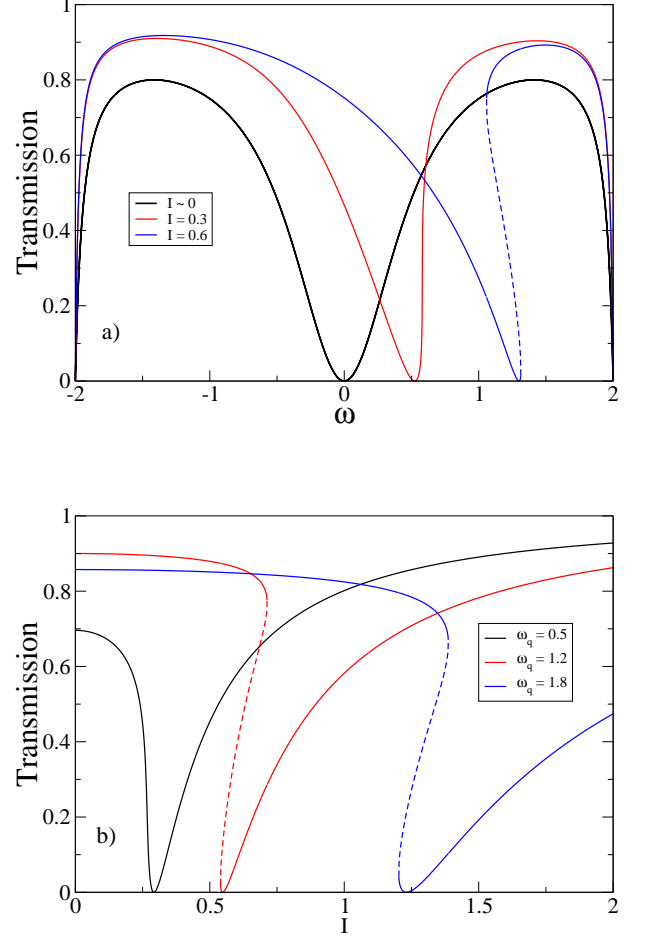 1
0.8
0.6
0.4
0.2
0
Transmission
I ~ 0
I = 0.3
I = 0.6
a)
-2
-1
0
1
2
ω
1
0.8
0.6
0.4
0.2
0
Transmission
ω_q = 0.5
ω_q = 1.2
ω_q = 1.8
b)
0
0.5
1
1.5
2
I